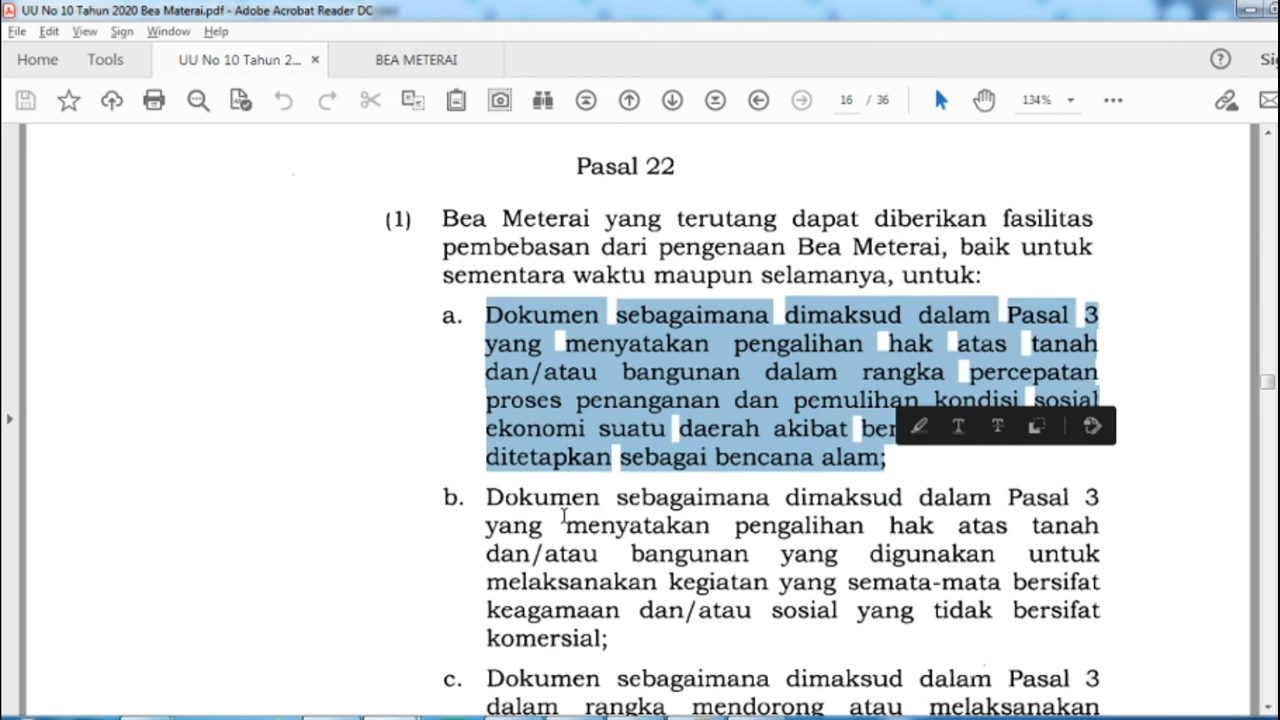 UU No 10 Tahun 2020 Bea Materai.pdf - Adobe Acrobat Reader DC
File Edit View Sign Window Help
Home Tools UU No 10 Tahun 2... × BEA METERAI
16 / 36 134%
Pasal 22
(1) Bea Meterai yang terutang dapat diberikan fasilitas
pembebasan dari pengenaan Bea Meterai, baik untuk
sementara waktu maupun selamanya, untuk:
a. Dokumen sebagaimana dimaksud dalam Pasal 3
yang menyatakan pengalihan hak atas tanah
dan/atau bangunan dalam rangka percepatan
proses penanganan dan pemulihan kondisi sosial
ekonomi suatu daerah akibat
ditetapkan sebagai bencana alam;
b. Dokumen sebagaimana dimaksud dalam Pasal 3
yang menyatakan pengalihan hak atas tanah
dan/atau bangunan yang digunakan untuk
melaksanakan kegiatan yang semata-mata bersifat
keagamaan dan/atau sosial yang tidak bersifat
komersial;
c. Dokumen sebagaimana dimaksud dalam Pasal 3
dalam rangka mendorong atau melaksanakan